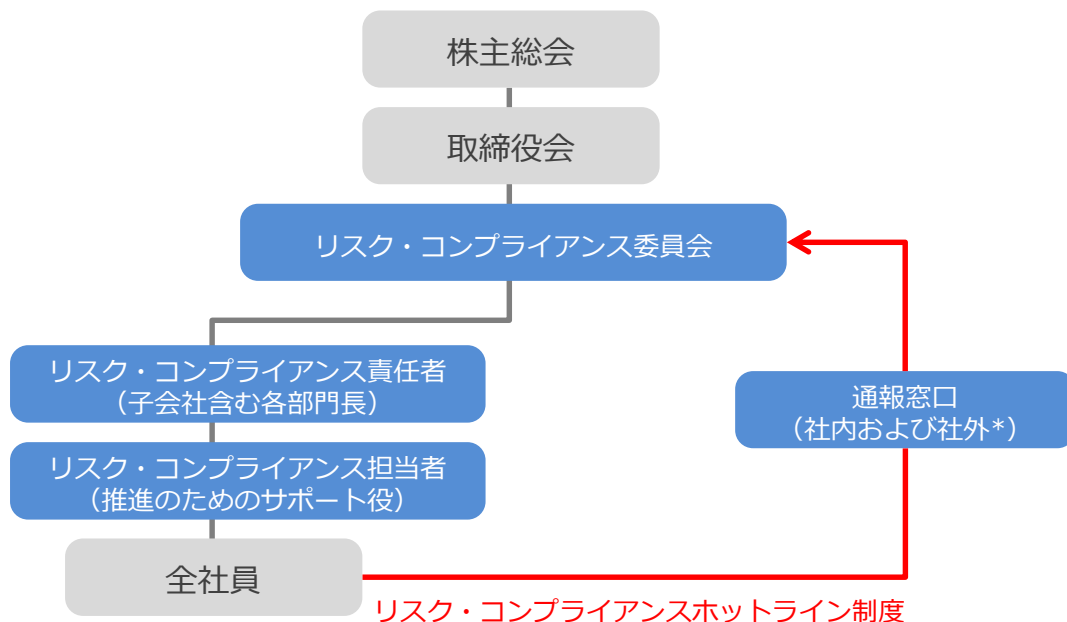 株主総会
取締役会
リスク・コンプライアンス委員会
リスク・コンプライアンス責任者
（子会社含む各部門長）
通報窓口
（社内および社外*）
リスク・コンプライアンス担当者
（推進のためのサポート役）
全社員
リスク・コンプライアンスホットライン制度